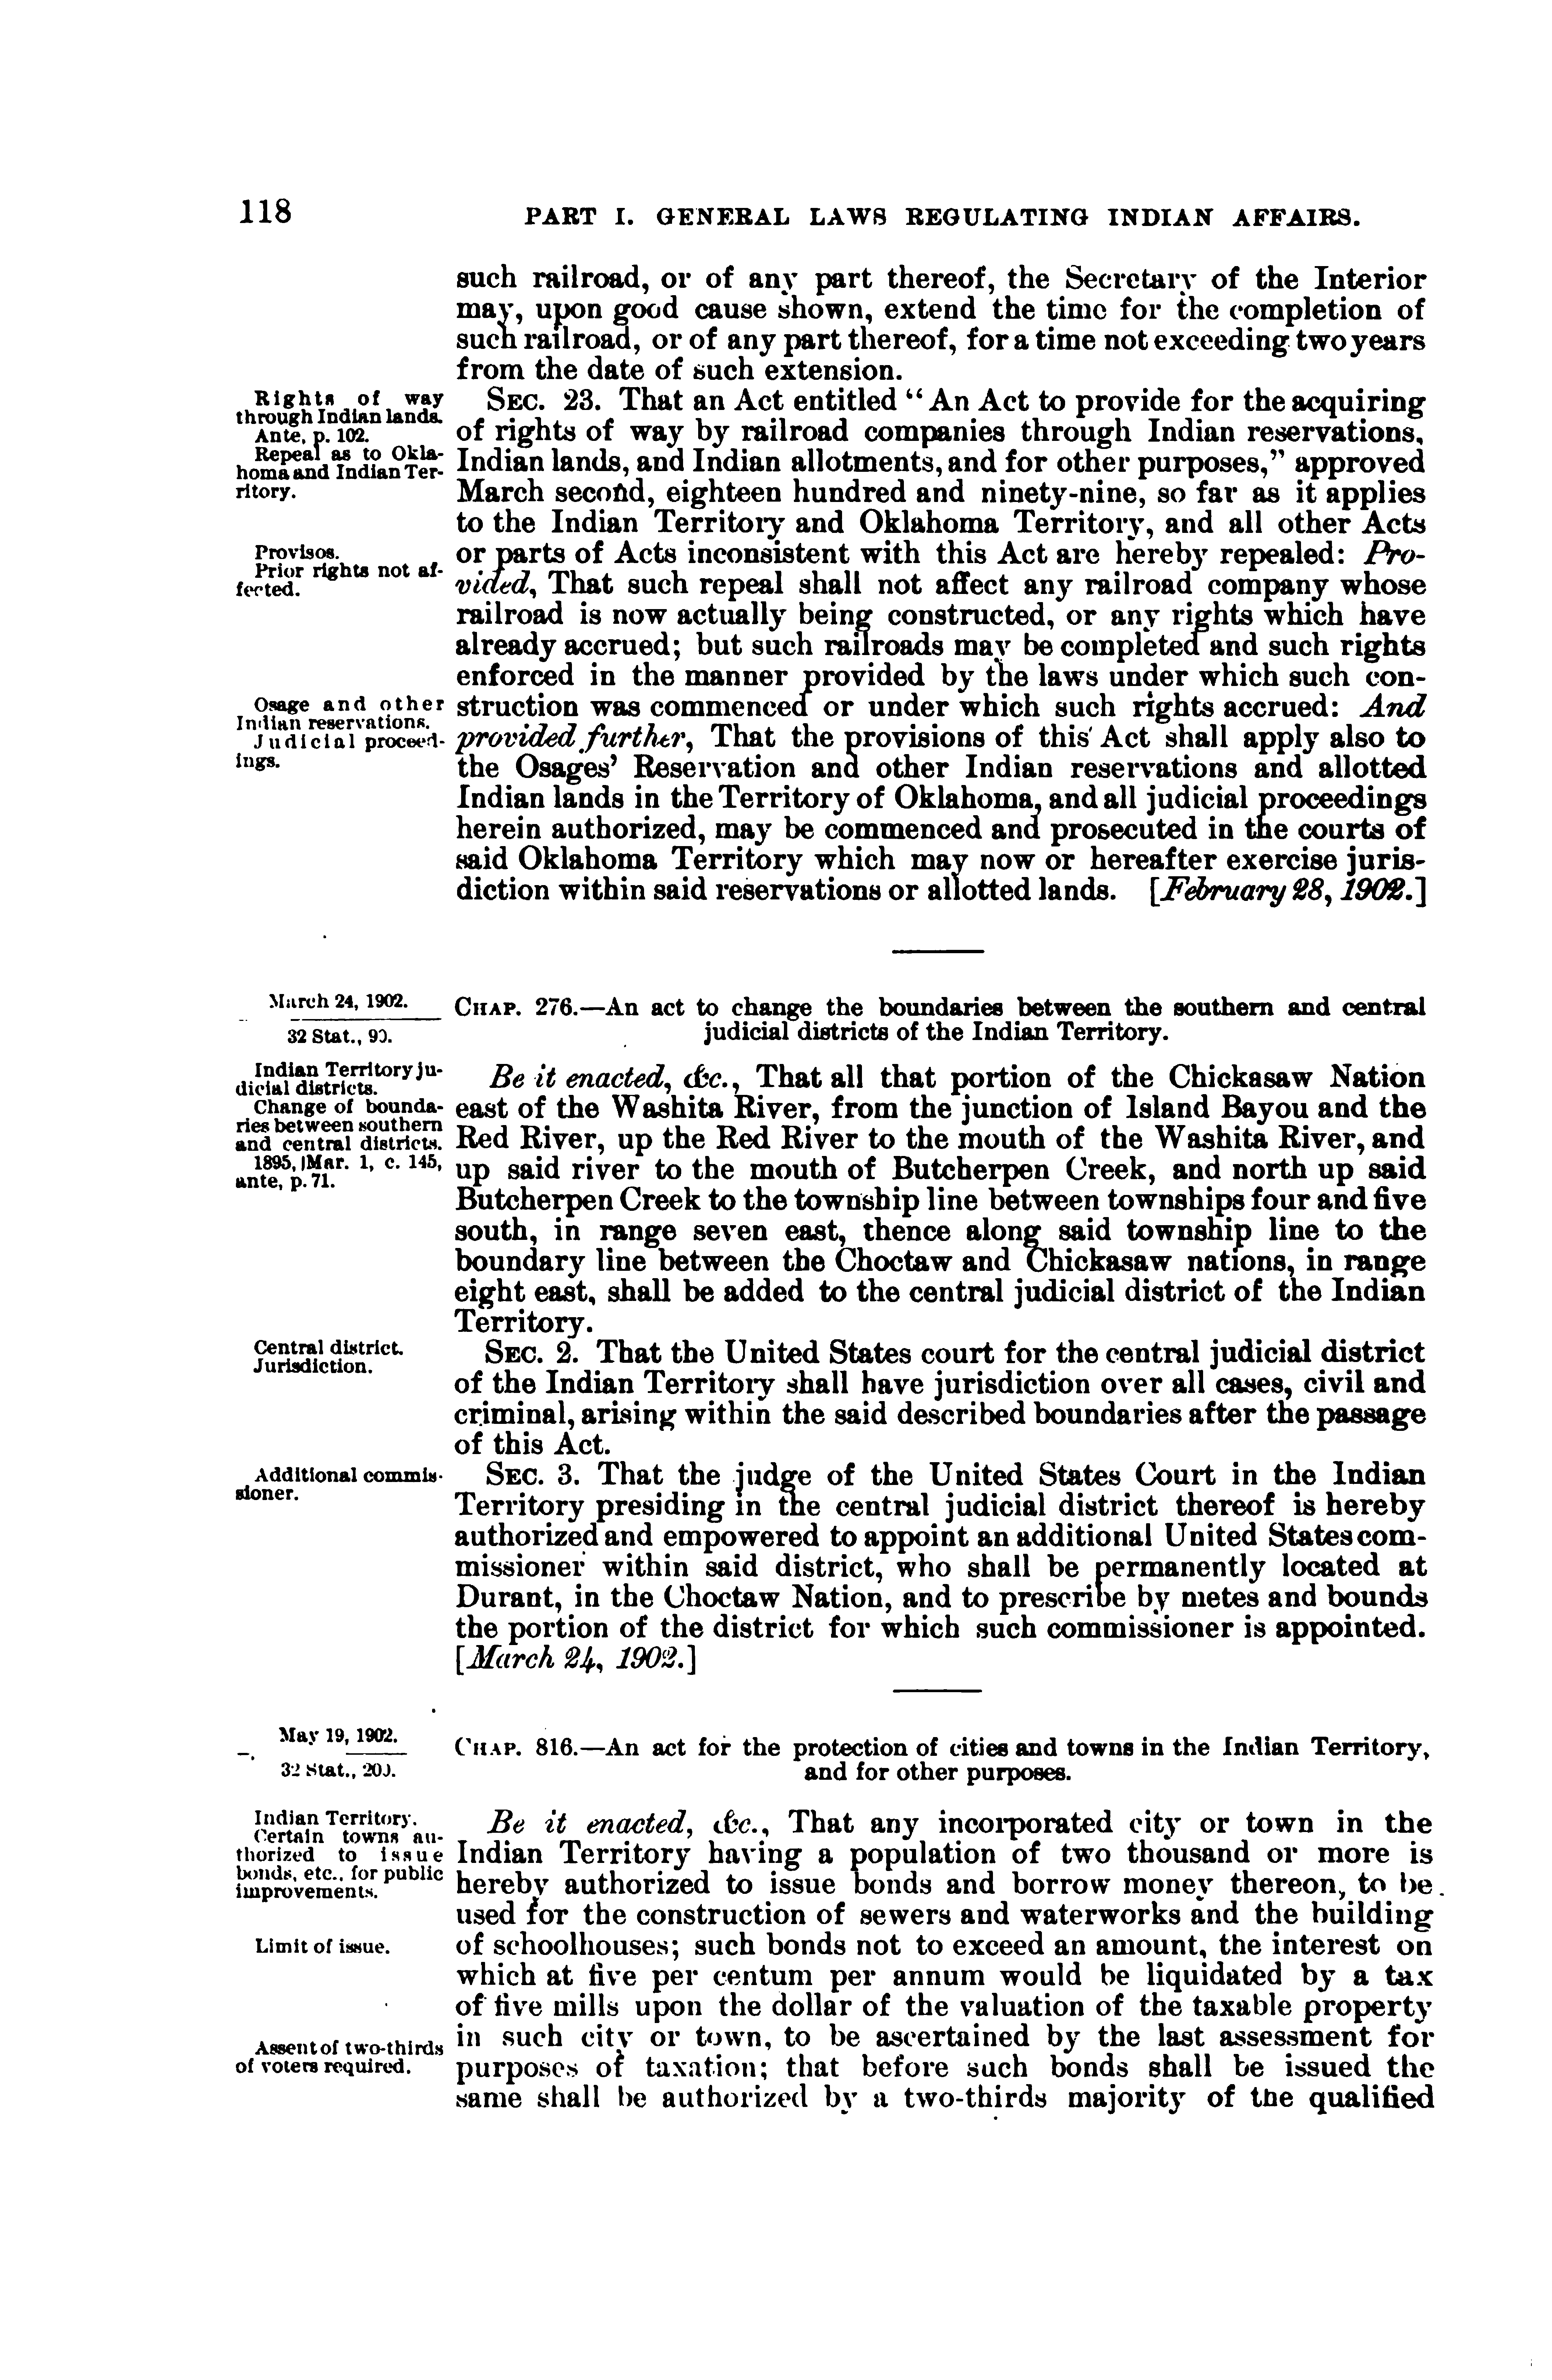 118
PART I. GENERAL LAWS REGULATING INDIAN AFFAIRS.
such railroad, or of any part thereof, the Secretary of the Interior
may, upon good cause shown, extend the time for the completion of
such railroad, or of any part thereof, for a time not exceeding two years
from the date of such extension.
Rights of way
through Indian lands.
Ante, p. 102.
Repeal as to Okla-
homa and Indian Ter-
ritory.
SEC. 23. That an Act entitled "An Act to provide for the acquiring
of rights of way by railroad companies through Indian reservations,
Indian lands, and Indian allotments, and for other purposes," approved
March second, eighteen hundred and ninety-nine, so far as it applies
to the Indian Territory and Oklahoma Territory, and all other Acts
Provisos.
Prior rights not af-
fected.
or parts of Acts inconsistent with this Act are hereby repealed: Pro-
vided, That such repeal shall not affect any railroad company whose
railroad is now actually being constructed, or any rights which have
already accrued; but such railroads may be completed and such rights
enforced in the manner provided by the laws under which such con-
Osage and other
Indian reservations.
Judicial proceed-
ings.
struction was commenced or under which such rights accrued: And
provided further, That the provisions of this Act shall apply also to
the Osages' Reservation and other Indian reservations and allotted
Indian lands in the Territory of Oklahoma, and all judicial proceedings
herein authorized, may be commenced and prosecuted in the courts of
said Oklahoma Territory which may now or hereafter exercise juris-
diction within said reservations or allotted lands. [February 28, 1902.]
March 24, 1902.
32 Stat., 90.
CHAP. 276.—An act to change the boundaries between the southern and central
judicial districts of the Indian Territory.
Indian Territory ju-
dicial districts.
Change of bounda-
ries between southern
and central districts.
1895, Mar. 1, c. 145,
ante, p. 71.
Be it enacted, &c., That all that portion of the Chickasaw Nation
east of the Washita River, from the junction of Island Bayou and the
Red River, up the Red River to the mouth of the Washita River, and
up said river to the mouth of Butcherpen Creek, and north up said
Butcherpen Creek to the township line between townships four and five
south, in range seven east, thence along said township line to the
boundary line between the Choctaw and Chickasaw nations, in range
eight east, shall be added to the central judicial district of the Indian
Territory.
Central district.
Jurisdiction.
SEC. 2. That the United States court for the central judicial district
of the Indian Territory shall have jurisdiction over all cases, civil and
criminal, arising within the said described boundaries after the passage
of this Act.
Additional commis-
sioner.
SEC. 3. That the judge of the United States Court in the Indian
Territory presiding in the central judicial district thereof is hereby
authorized and empowered to appoint an additional United States com-
missioner within said district, who shall be permanently located at
Durant, in the Choctaw Nation, and to prescribe by metes and bounds
the portion of the district for which such commissioner is appointed.
[March 24, 1902.]
May 19, 1902.
32 Stat., 200.
CHAP. 816.—An act for the protection of cities and towns in the Indian Territory,
and for other purposes.
Indian Territory.
Certain towns au-
thorized to issue
bonds, etc., for public
improvements.
Be it enacted, &c., That any incorporated city or town in the
Indian Territory having a population of two thousand or more is
hereby authorized to issue bonds and borrow money thereon, to be
used for the construction of sewers and waterworks and the building
Limit of issue.
of schoolhouses; such bonds not to exceed an amount, the interest on
which at five per centum per annum would be liquidated by a tax
of five mills upon the dollar of the valuation of the taxable property
Assent of two-thirds
of voters required.
in such city or town, to be ascertained by the last assessment for
purposes of taxation; that before such bonds shall be issued the
same shall be authorized by a two-thirds majority of the qualified